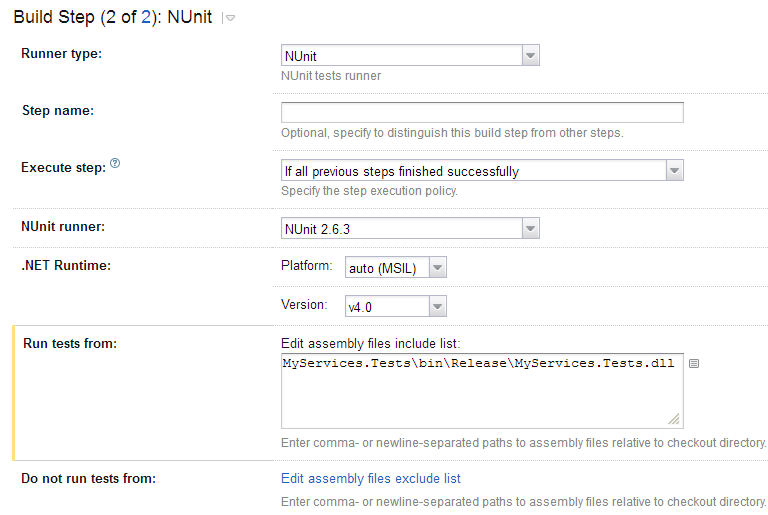 Build Step (2 of 2): NUnit
Runner type:
NUnit
NUnit tests runner
Step name:
Optional, specify to distinguish this build step from other steps.
Execute step: ?
If all previous steps finished successfully
Specify the step execution policy.
NUnit runner:
NUnit 2.6.3
.NET Runtime:
Platform: auto (MSIL)
Version: v4.0
Run tests from:
Edit assembly files include list:
MyServices.Tests\bin\Release\MyServices.Tests.dll
Enter comma- or newline-separated paths to assembly files relative to checkout directory.
Do not run tests from:
Edit assembly files exclude list
Enter comma- or newline-separated paths to assembly files relative to checkout directory.